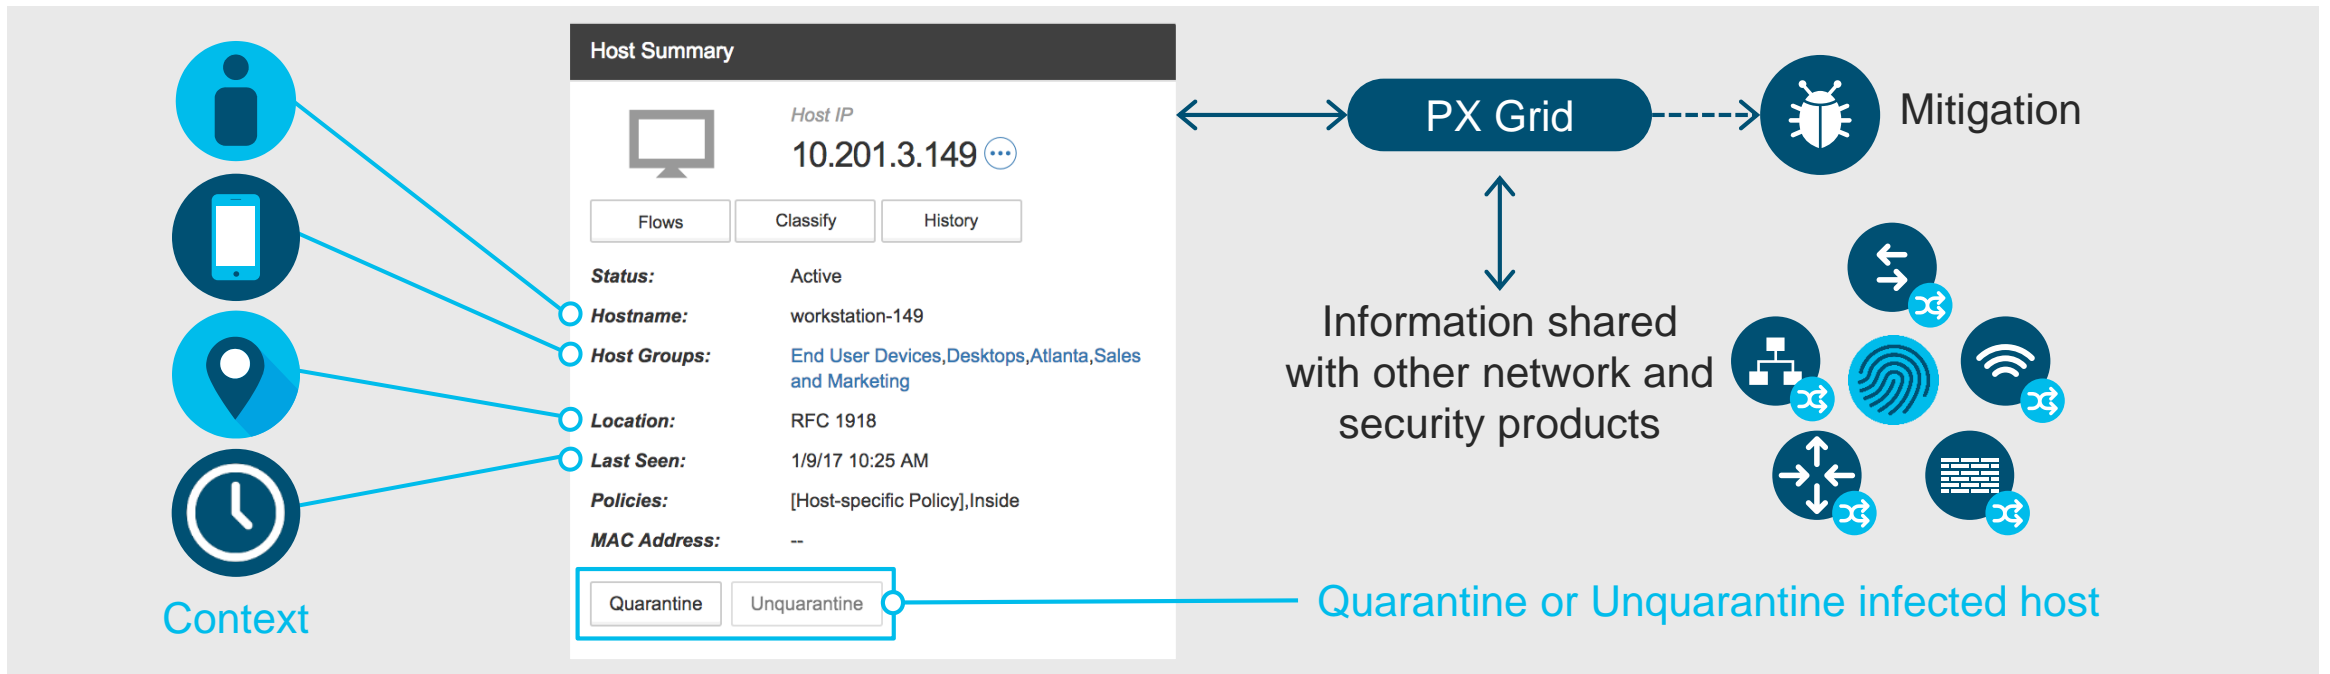 Host Summary
Host IP
10.201.3.149
Flows
Classify
History
Status: Active
Hostname: workstation-149
Host Groups: End User Devices,Desktops,Atlanta,Sales
and Marketing
Location: RFC 1918
Last Seen: 1/9/17 10:25 AM
Policies: [Host-specific Policy],Inside
MAC Address: --
Quarantine
Unquarantine
Context
PX Grid
Mitigation
Information shared
with other network and
security products
Quarantine or Unquarantine infected host